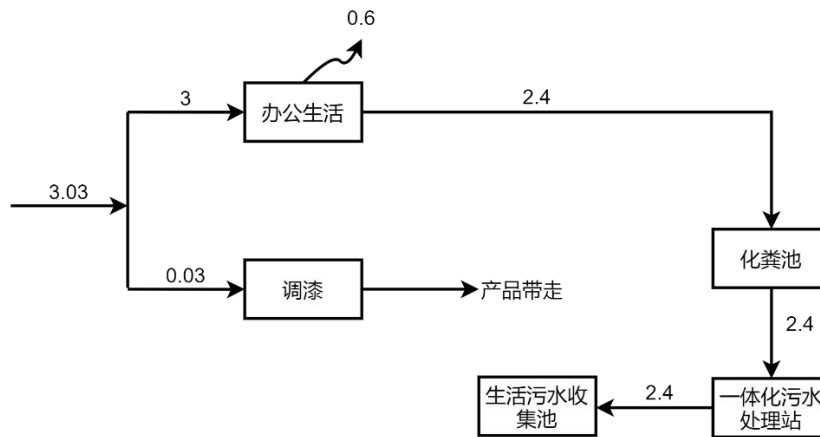 0.6
3
办公生活
2.4
3.03
化粪池
0.03
调漆
产品带走
2.4
生活污水收
集池
2.4
一体化污水
处理站